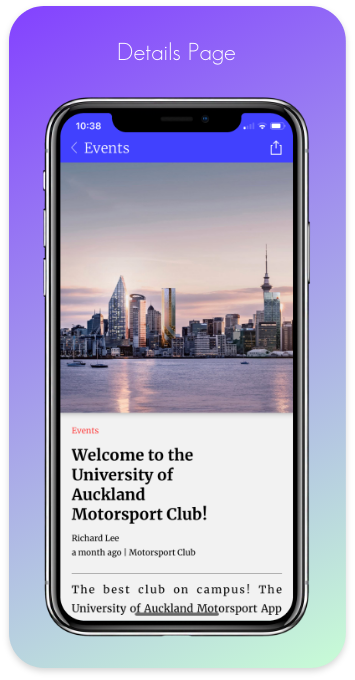 Details Page
10:38
Events
Events
Welcome to the
University of
Auckland
Motorsport Club!
Richard Lee
a month ago | Motorsport Club
The best club on campus! The
University of Auckland Motorsport App